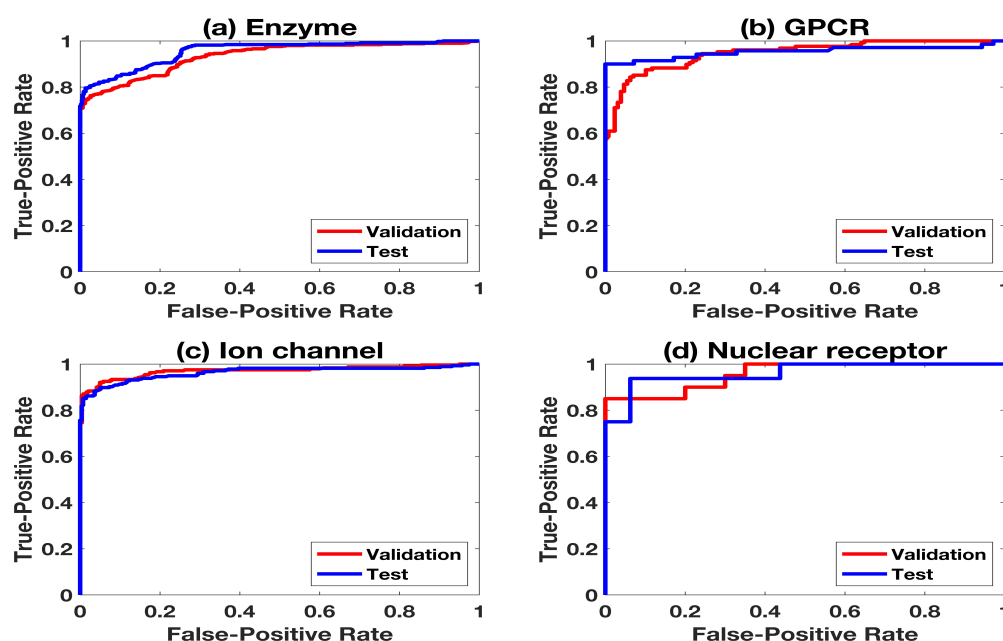 (a) Enzyme
1
0.8
0.6
0.4
0.2
0
True-Positive Rate
Validation
Test
0 0.2 0.4 0.6 0.8 1
False-Positive Rate
(b) GPCR
1
0.8
0.6
0.4
0.2
0
True-Positive Rate
Validation
Test
0 0.2 0.4 0.6 0.8 1
False-Positive Rate
(c) Ion channel
1
0.8
0.6
0.4
0.2
0
True-Positive Rate
Validation
Test
0 0.2 0.4 0.6 0.8 1
False-Positive Rate
(d) Nuclear receptor
1
0.8
0.6
0.4
0.2
0
True-Positive Rate
Validation
Test
0 0.2 0.4 0.6 0.8 1
False-Positive Rate